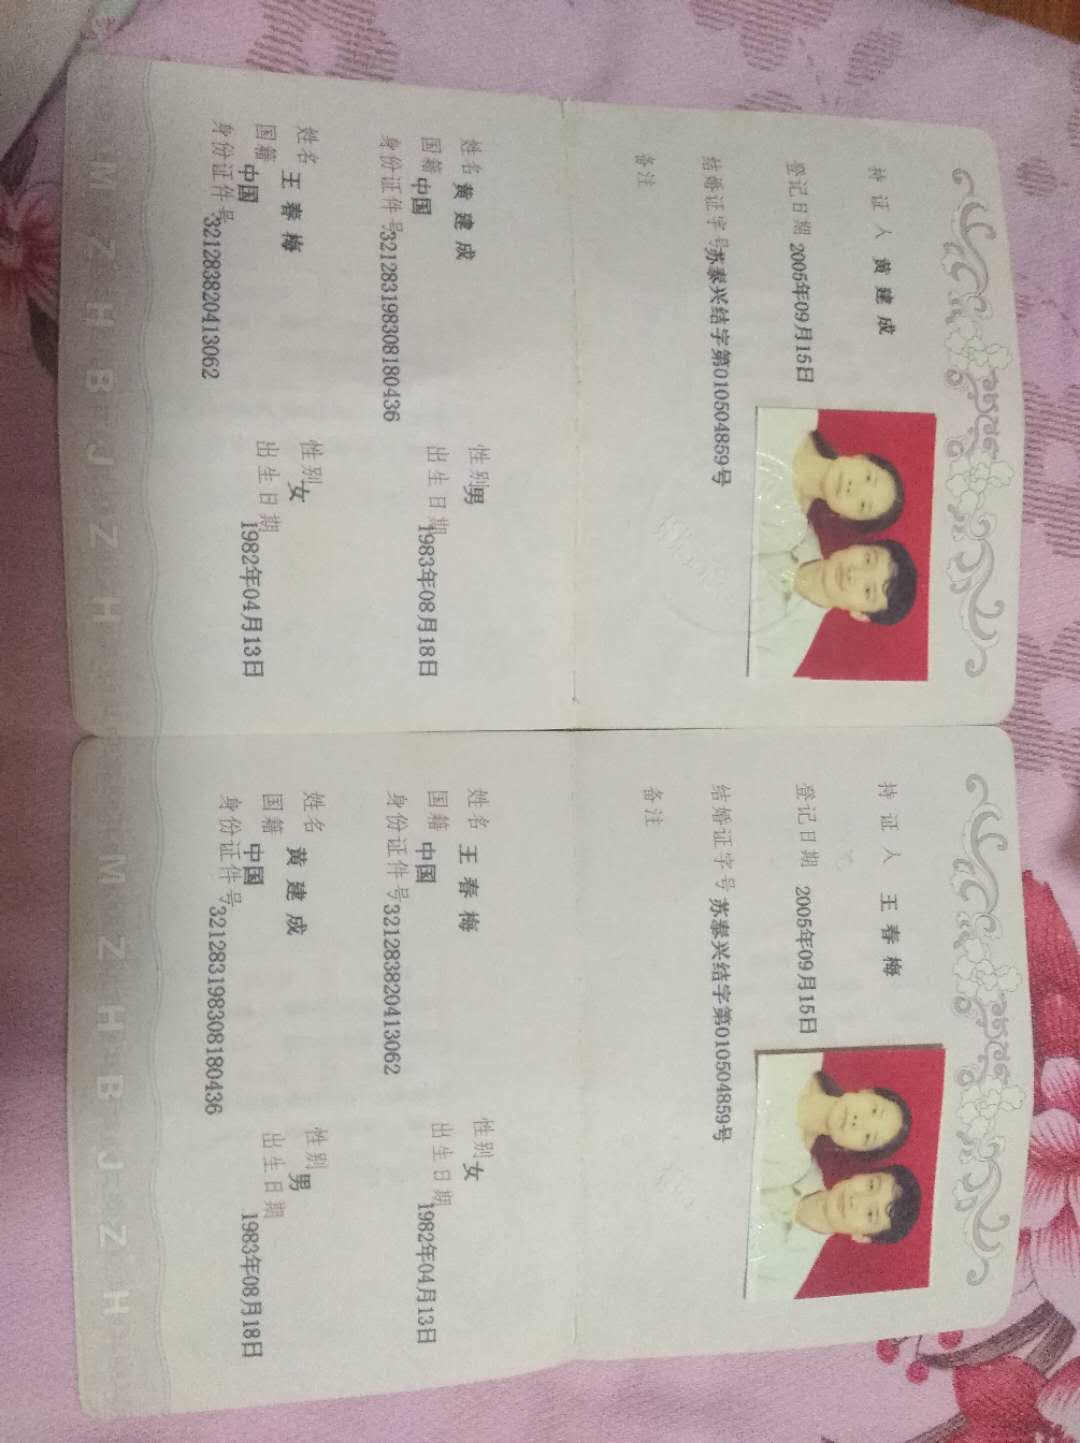 持证人 黄建成
登记日期 2005年09月15日
结婚证字号 苏泰兴结字第010504859号
备注
姓名 黄建成 性别 男
国籍 中国 出生日期 1983年08月18日
身份证件号 321283198308180436
姓名 王春梅 性别 女
国籍 中国 出生日期 1982年04月13日
身份证件号 321283820413062
M Z H B J Z H
持证人 王春梅
登记日期 2005年09月15日
结婚证字号 苏泰兴结字第010504859号
备注
姓名 王春梅 性别 女
国籍 中国 出生日期 1982年04月13日
身份证件号 321283820413062
姓名 黄建成 性别 男
国籍 中国 出生日期 1983年08月18日
身份证件号 321283198308180436
M Z H B J Z H